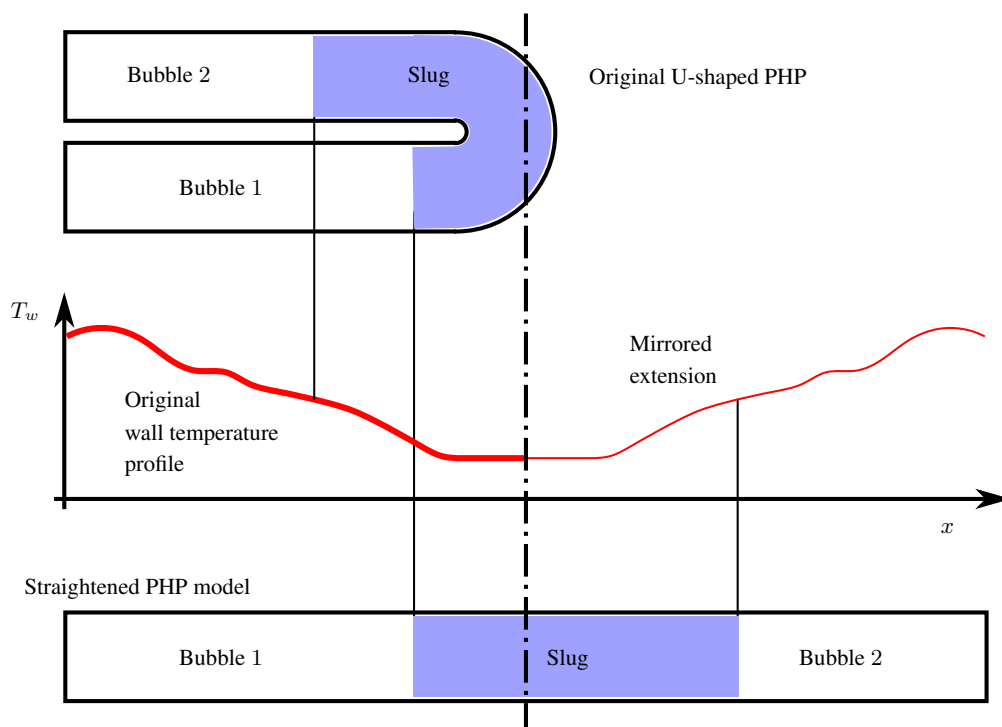 Bubble 2
Slug
Original U-shaped PHP
Bubble 1
T_w
Mirrored
extension
Original
wall temperature
profile
x
Straightened PHP model
Bubble 1
Slug
Bubble 2